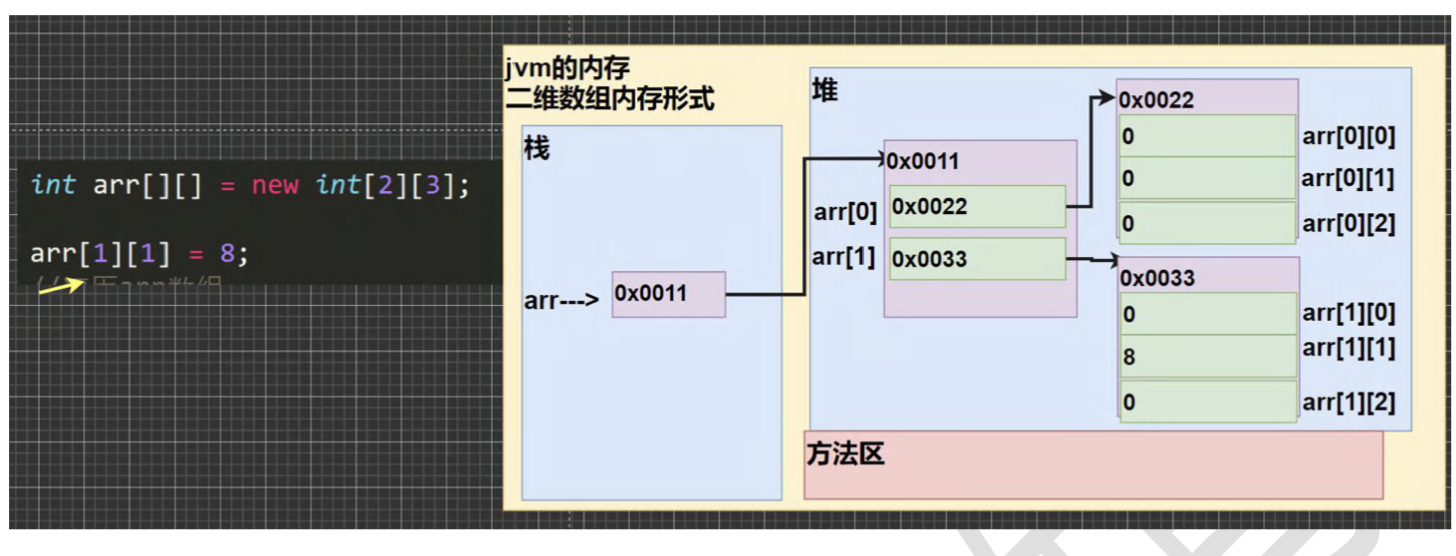 int arr[][] = new int[2][3];
arr[1][1] = 8;
jvm的内存
二维数组内存形式
栈
arr--->
0x0011
堆
0x0011
arr[0]
0x0022
arr[1]
0x0033
0x0022
0
arr[0][0]
0
arr[0][1]
0
arr[0][2]
0x0033
0
arr[1][0]
8
arr[1][1]
0
arr[1][2]
方法区